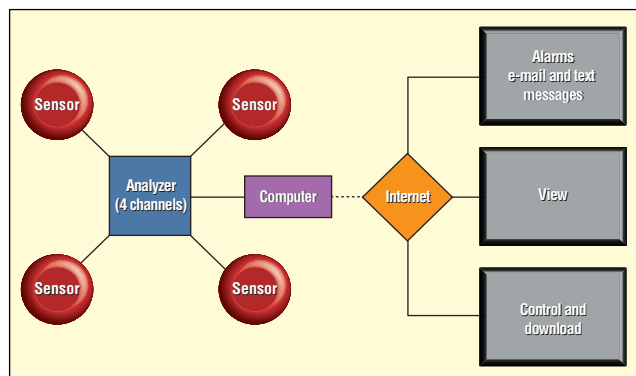 Sensor
Sensor
Analyzer
(4 channels)
Sensor
Sensor
Computer
Internet
Alarms
e-mail and text
messages
View
Control and
download